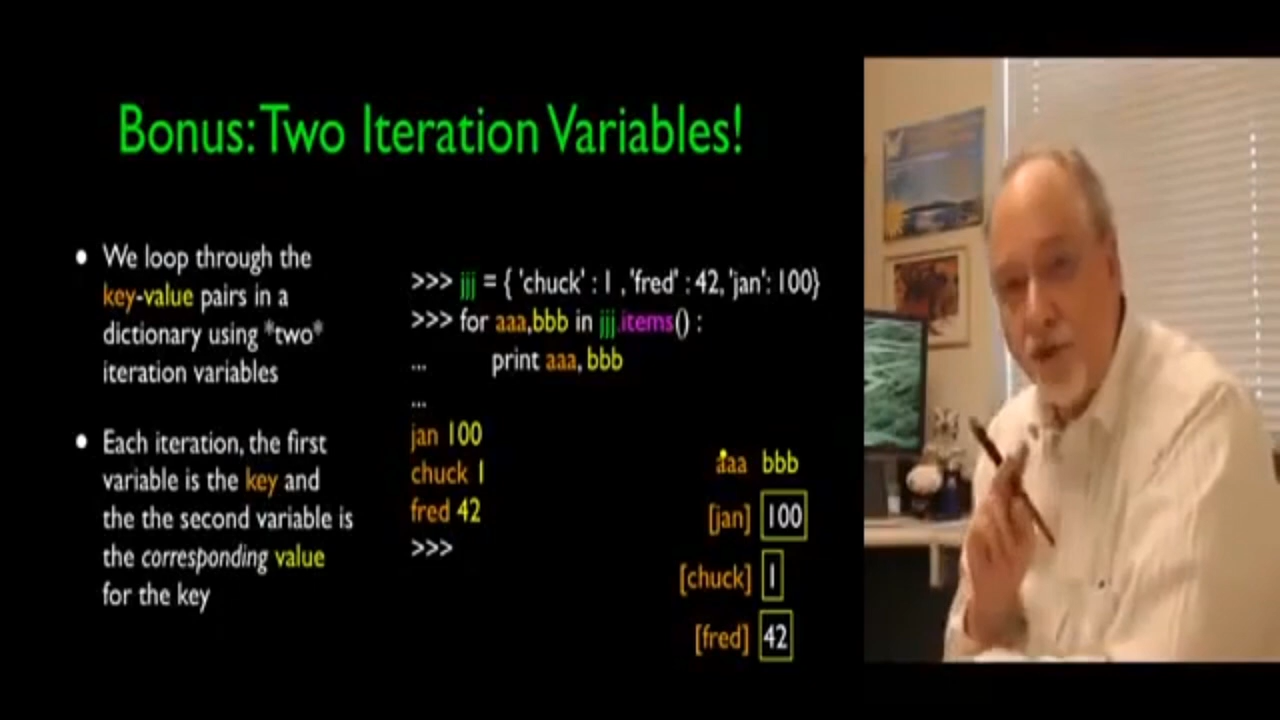 Bonus: Two Iteration Variables!
• We loop through the
key-value pairs in a
dictionary using *two*
iteration variables
• Each iteration, the first
variable is the key and
the the second variable is
the corresponding value
for the key
>>> jjj = { 'chuck' : 1 , 'fred' : 42, 'jan': 100}
>>> for aaa,bbb in jjj.items() :
... print aaa, bbb
...
jan 100
chuck 1
fred 42
>>>
aaa bbb
[jan] 100
[chuck] 1
[fred] 42